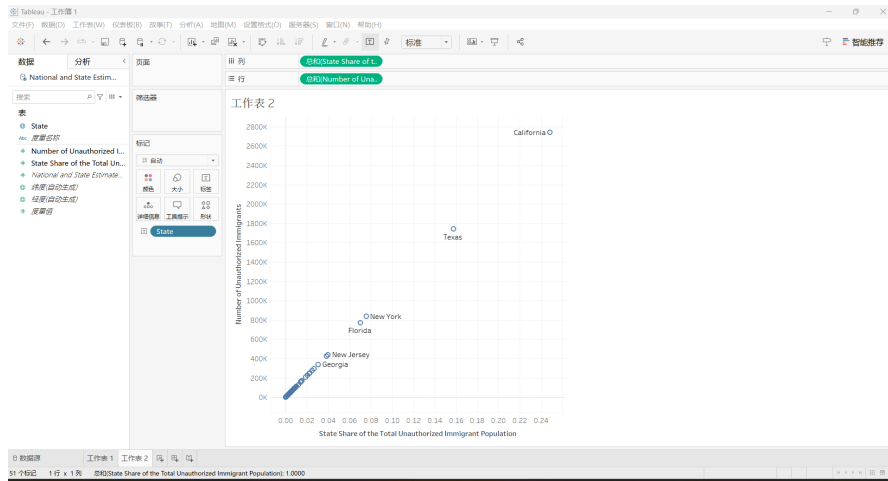 Tableau - 工作簿 1
文件(F) 数据(D) 工作表(W) 仪表板(B) 故事(T) 分析(A) 地图(M) 设置格式(O) 服务器(S) 窗口(N) 帮助(H)
标准
智能推荐
数据 分析
National and State Estim...
搜索
表
State
度量名称
Number of Unauthorized I...
State Share of the Total Un...
National and State Estimate...
纬度(自动生成)
经度(自动生成)
度量值
页面
筛选器
标记
自动
颜色 大小 标签
详细信息 工具提示 形状
State
列 总和(State Share of t..
行 总和(Number of Una..
工作表 2
Number of Unauthorized Immigrants
2800K
2600K
2400K
2200K
2000K
1800K
1600K
1400K
1200K
1000K
800K
600K
400K
200K
0K
California
Texas
New York
Florida
New Jersey
Georgia
0.00 0.02 0.04 0.06 0.08 0.10 0.12 0.14 0.16 0.18 0.20 0.22 0.24
State Share of the Total Unauthorized Immigrant Population
数据源 工作表 1 工作表 2
51 个标记 1 行 x 1 列 总和(State Share of the Total Unauthorized Immigrant Population): 1.0000